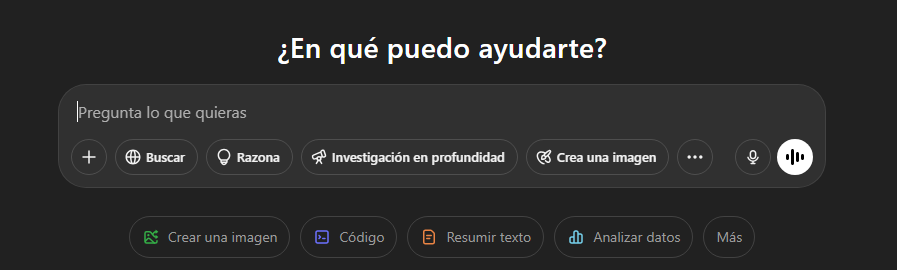 ¿En qué puedo ayudarte?
Pregunta lo que quieras
Buscar Razona Investigación en profundidad Crea una imagen
Crear una imagen Código Resumir texto Analizar datos Más